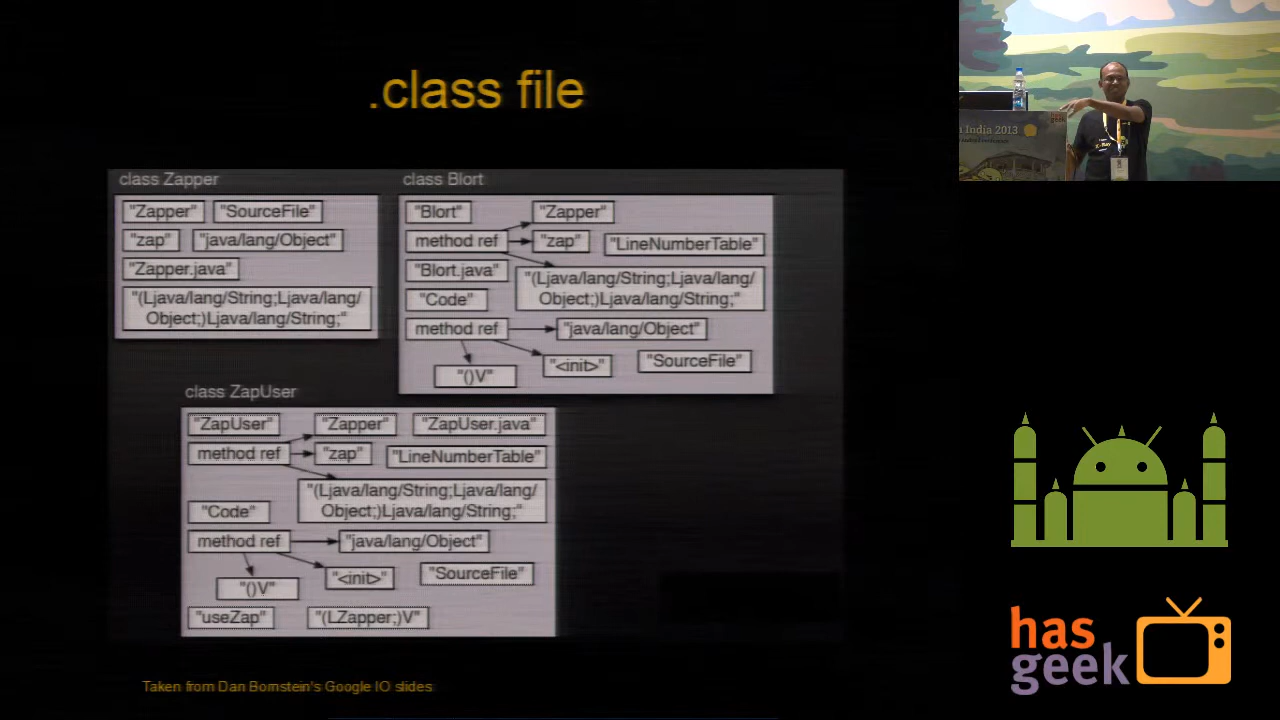 .class file
class Zapper
"Zapper" "SourceFile"
"zap" "java/lang/Object"
"Zapper.java"
"(Ljava/lang/String;Ljava/lang/
Object;)Ljava/lang/String;"
class Blort
"Blort" "Zapper"
method ref "zap" "LineNumberTable"
"Blort.java" "(Ljava/lang/String;Ljava/lang/
"Code" Object;)Ljava/lang/String;"
method ref "java/lang/Object"
"<init>" "SourceFile"
"()V"
class ZapUser
"ZapUser" "Zapper" "ZapUser.java"
method ref "zap" "LineNumberTable"
"(Ljava/lang/String;Ljava/lang/
"Code" Object;)Ljava/lang/String;"
method ref "java/lang/Object"
"<init>" "SourceFile"
"()V"
"useZap" "(LZapper;)V"
Taken from Dan Bornstein's Google IO slides
India 2013
has
geek